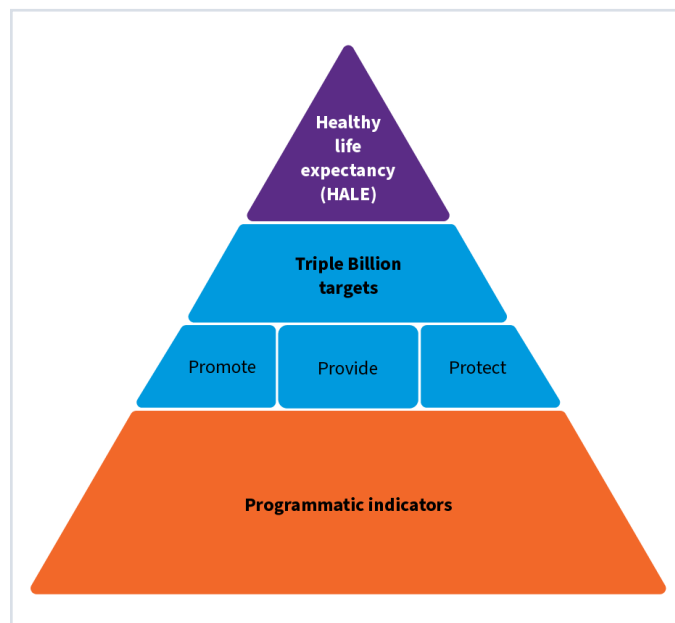 Healthy
life
expectancy
(HALE)
Triple Billion
targets
Promote
Provide
Protect
Programmatic indicators